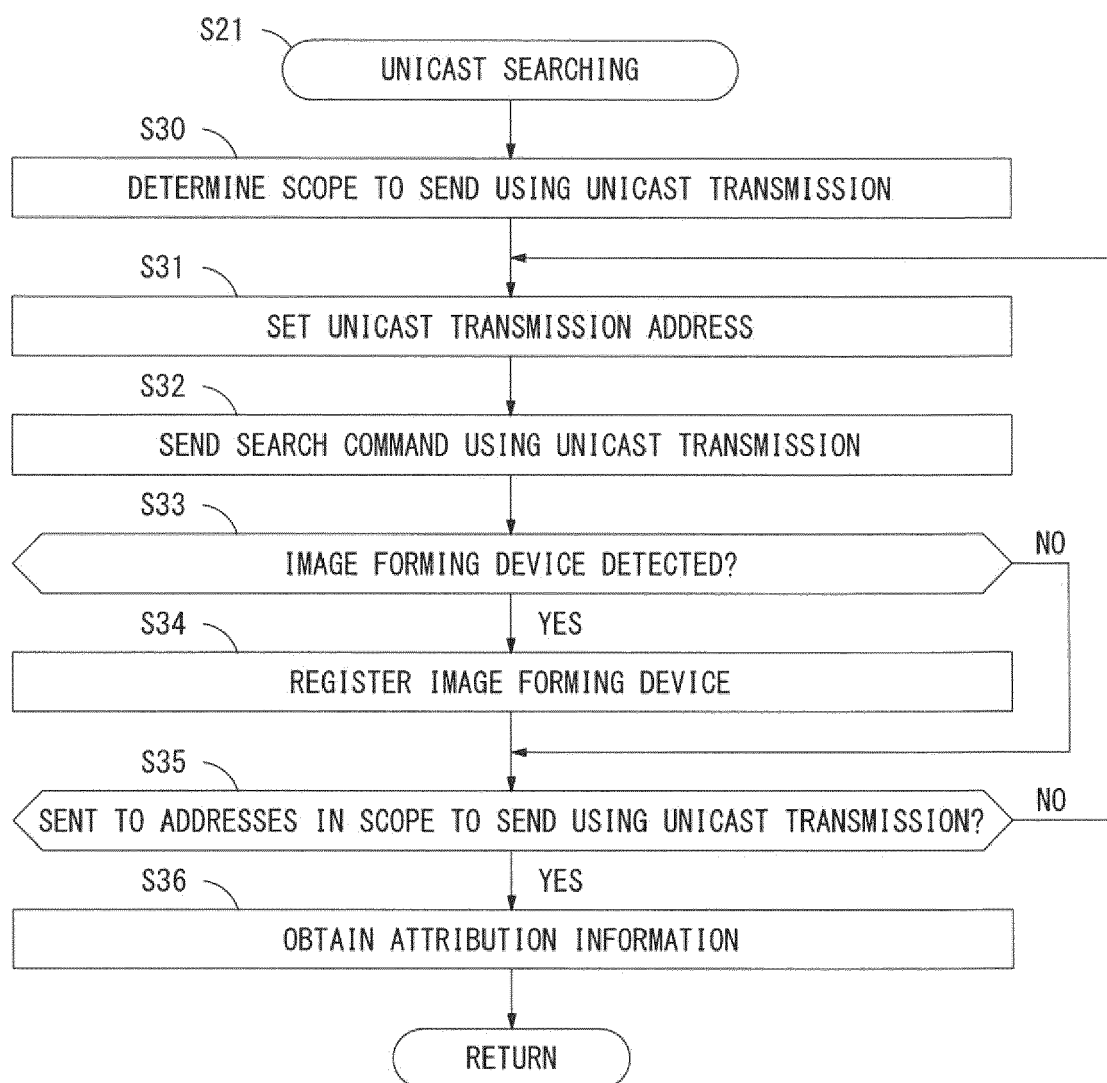 S21
UNICAST SEARCHING
S30
DETERMINE SCOPE TO SEND USING UNICAST TRANSMISSION
S31
SET UNICAST TRANSMISSION ADDRESS
S32
SEND SEARCH COMMAND USING UNICAST TRANSMISSION
S33
IMAGE FORMING DEVICE DETECTED?
NO
YES
S34
REGISTER IMAGE FORMING DEVICE
S35
SENT TO ADDRESSES IN SCOPE TO SEND USING UNICAST TRANSMISSION?
NO
YES
S36
OBTAIN ATTRIBUTION INFORMATION
RETURN